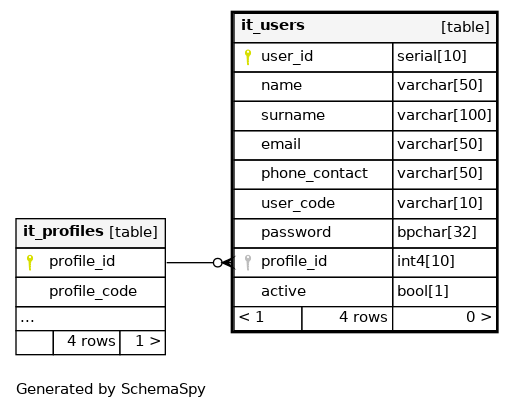 it_users [table]
user_id serial[10]
name varchar[50]
surname varchar[100]
email varchar[50]
phone_contact varchar[50]
user_code varchar[10]
password bpchar[32]
profile_id int4[10]
active bool[1]
< 1 4 rows 0 >
it_profiles [table]
profile_id
profile_code
...
4 rows 1 >
Generated by SchemaSpy